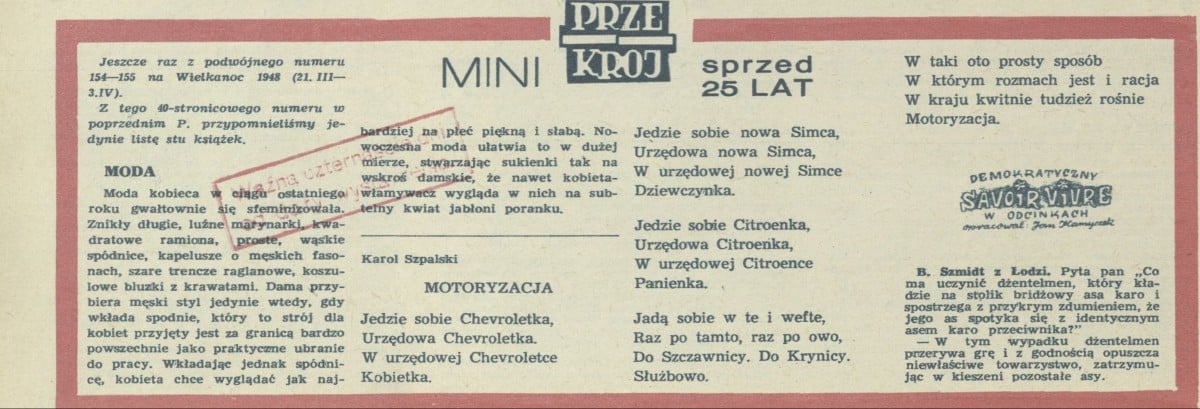 MINI
PRZE
KROJ
sprzed
25 LAT
Jeszcze raz z podwójnego numeru
154—155 na Wielkanoc 1948 (21. III—
3.IV).
Z tego 40-stronicowego numeru w
poprzednim P. przypomnieliśmy je-
dynie listę stu książek.
MODA
Moda kobieca w ciągu ostatniego
roku gwałtownie się sfeminizowała.
Znikły długie, luźne marynarki, kwa-
dratowe ramiona, proste, wąskie
spódnice, kapelusze o męskich faso-
nach, szare trencze raglanowe, koszu-
lowe bluzki z krawatami. Dama przy-
biera męski styl jedynie wtedy, gdy
wkłada spodnie, który to strój dla
kobiet przyjęty jest za granicą bardzo
powszechnie jako praktyczne ubranie
do pracy. Wkładając jednak spódni-
cę, kobieta chce wyglądać jak naj-
bardziej na płeć piękną i słabą. No-
woczesna moda ułatwia to w dużej
mierze, stwarzając sukienki tak na
wskroś damskie, że nawet kobieta-
włamywacz wygląda w nich na sub-
telny kwiat jabłoni poranku.
Ważna czternaście dni
Karol Szpalski
MOTORYZACJA
Jedzie sobie Chevroletka,
Urzędowa Chevroletka.
W urzędowej Chevroletce
Kobietka.
Jedzie sobie nowa Simca,
Urzędowa nowa Simca,
W urzędowej nowej Simce
Dziewczynka.
Jedzie sobie Citroenka,
Urzędowa Citroenka,
W urzędowej Citroence
Panienka.
Jadą sobie w te i wefte,
Raz po tamto, raz po owo,
Do Szczawnicy. Do Krynicy.
Służbowo.
W taki oto prosty sposób
W którym rozmach jest i racja
W kraju kwitnie tudzież rośnie
Motoryzacja.
DEMOKRATYCZNY
SAVOIR VIVRE
W ODCINKACH
opracował: Jan Kamyczek
B. Szmidt z Łodzi. Pyta pan „Co
ma uczynić dżentelmen, który kła-
dzie na stolik bridżowy asa karo i
spostrzega z przykrym zdumieniem, że
jego as spotyka się z identycznym
asem karo przeciwnika?"
— W tym wypadku dżentelmen
przerywa grę i z godnością opuszcza
niewłaściwe towarzystwo, zatrzymu-
jąc w kieszeni pozostałe asy.